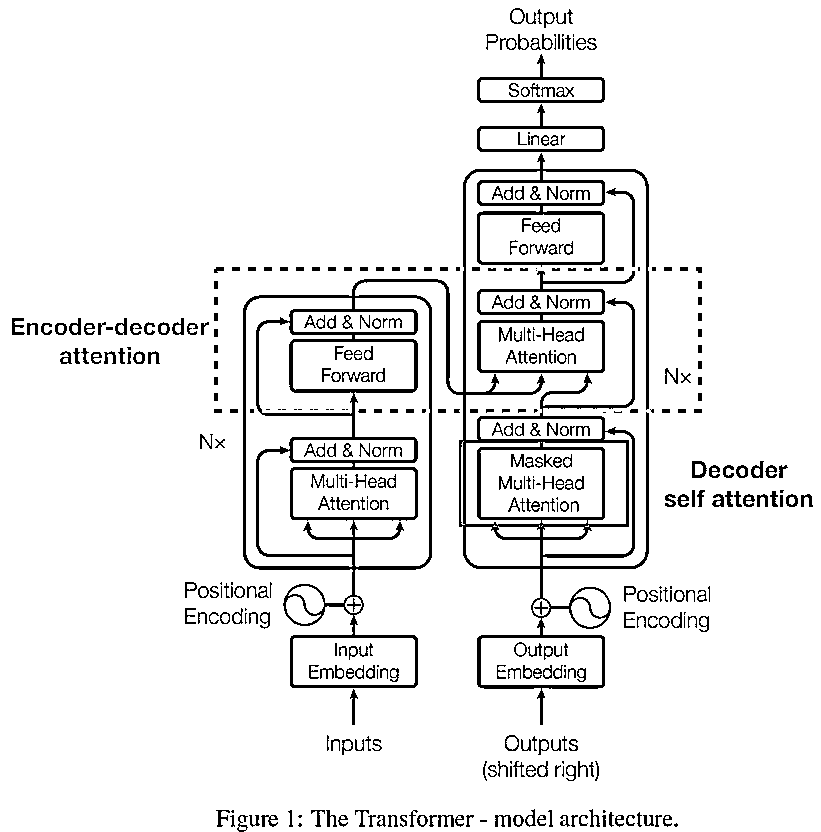 Output
Probabilities
Softmax
Linear
Add & Norm
Feed
Forward
Add & Norm
Multi-Head
Attention
N×
Add & Norm
Masked
Multi-Head
Attention
Encoder-decoder
attention
Add & Norm
Feed
Forward
N×
Add & Norm
Multi-Head
Attention
Decoder
self attention
Positional
Encoding
Positional
Encoding
Input
Embedding
Output
Embedding
Inputs
Outputs
(shifted right)
Figure 1: The Transformer - model architecture.